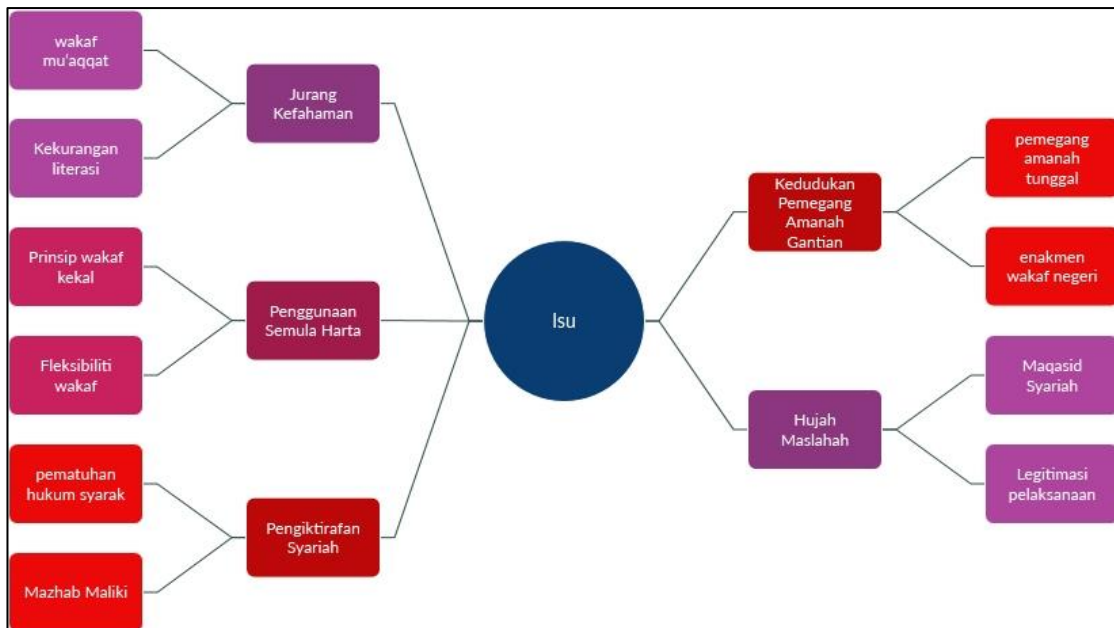 wakaf
mu'aqqat
Kekurangan
literasi
Jurang
Kefahaman
Prinsip wakaf
kekal
Fleksibiliti
wakaf
Penggunaan
Semula Harta
pematuhan
hukum syarak
Mazhab Maliki
Pengiktirafan
Syariah
Isu
Kedudukan
Pemegang
Amanah
Gantian
pemegang
amanah
tunggal
enakmen
wakaf negeri
Hujah
Maslahah
Maqasid
Syariah
Legitimasi
pelaksanaan